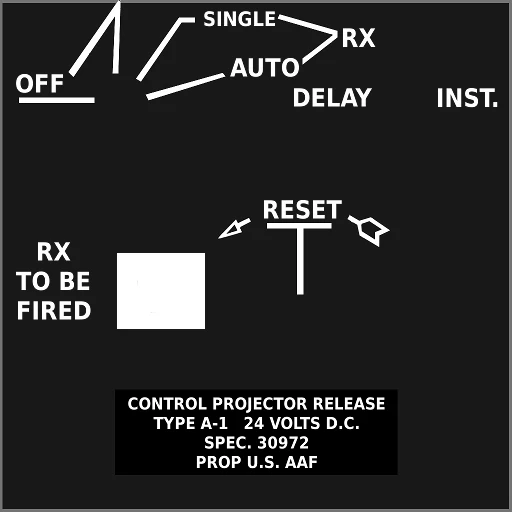 SINGLE
RX
AUTO
OFF
DELAY
INST.
RESET
RX
TO BE
FIRED
CONTROL PROJECTOR RELEASE
TYPE A-1 24 VOLTS D.C.
SPEC. 30972
PROP U.S. AAF